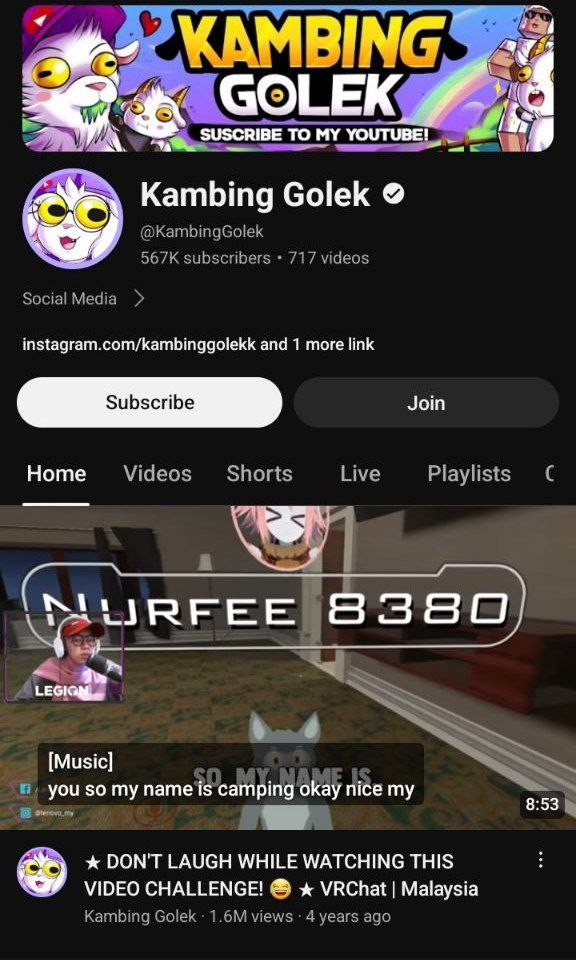 KAMBING
GOLEK
SUSCRIBE TO MY YOUTUBE!
Kambing Golek
@KambingGolek
567K subscribers • 717 videos
Social Media
instagram.com/kambinggolekk and 1 more link
Subscribe
Join
Home Videos Shorts Live Playlists C
NURFEE 8380
LEGION
SO, MY NAME IS
[Music]
you so my name is camping okay nice my
@lenovo_my
8:53
★ DON'T LAUGH WHILE WATCHING THIS
VIDEO CHALLENGE! 😄 ★ VRChat | Malaysia
Kambing Golek · 1.6M views · 4 years ago